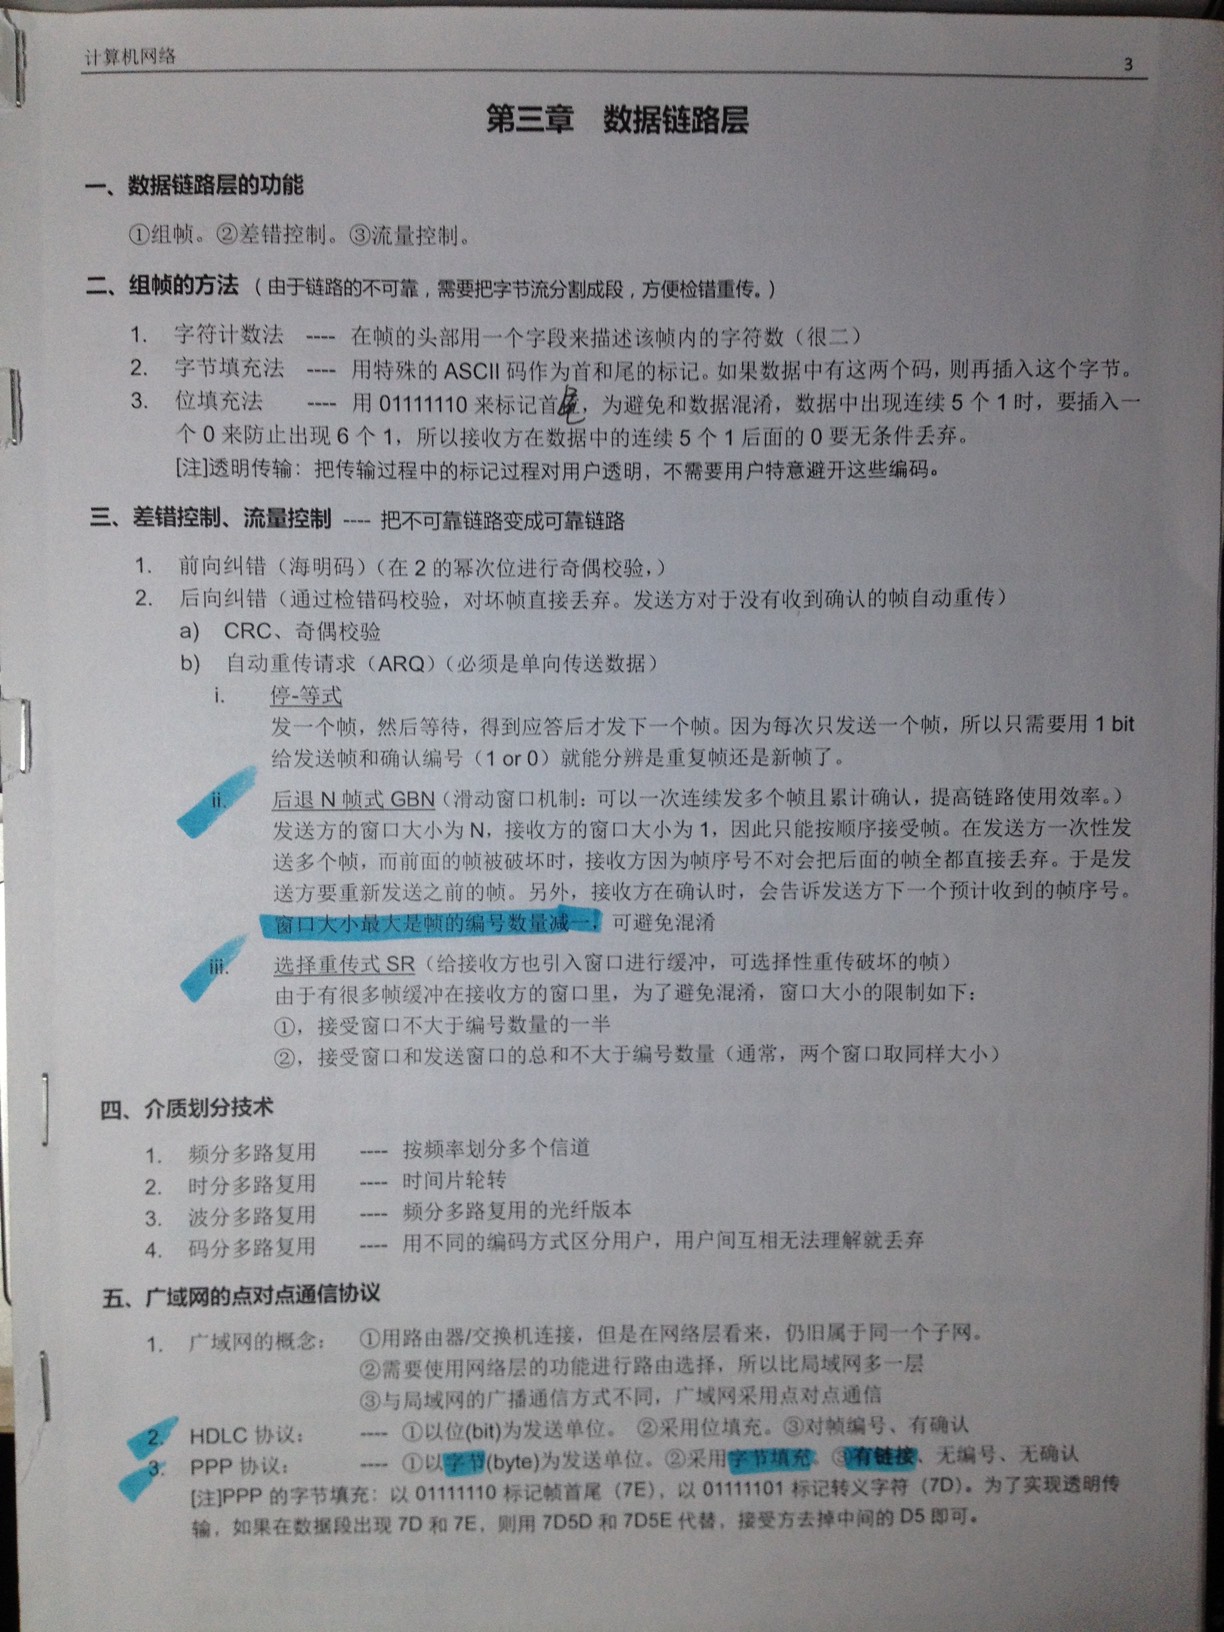 计算机网络
3
第三章 数据链路层
一、数据链路层的功能
①组帧。②差错控制。③流量控制。
二、组帧的方法（由于链路的不可靠，需要把字节流分割成段，方便检错重传。）
1. 字符计数法 ---- 在帧的头部用一个字段来描述该帧内的字符数（很二）
2. 字节填充法 ---- 用特殊的 ASCII 码作为首和尾的标记。如果数据中有这两个码，则再插入这个字节。
3. 位填充法 ---- 用 01111110 来标记首尾，为避免和数据混淆，数据中出现连续 5 个 1 时，要插入一
个 0 来防止出现 6 个 1，所以接收方在数据中的连续 5 个 1 后面的 0 要无条件丢弃。
[注]透明传输：把传输过程中的标记过程对用户透明，不需要用户特意避开这些编码。
三、差错控制、流量控制 ---- 把不可靠链路变成可靠链路
1. 前向纠错（海明码）（在 2 的幂次位进行奇偶校验，）
2. 后向纠错（通过检错码校验，对坏帧直接丢弃。发送方对于没有收到确认的帧自动重传）
a) CRC、奇偶校验
b) 自动重传请求（ARQ）（必须是单向传送数据）
i. 停-等式
发一个帧，然后等待，得到应答后才发下一个帧。因为每次只发送一个帧，所以只需要用 1 bit
给发送帧和确认编号（1 or 0）就能分辨是重复帧还是新帧了。
ii. 后退 N 帧式 GBN（滑动窗口机制：可以一次连续发多个帧且累计确认，提高链路使用效率。）
发送方的窗口大小为 N，接收方的窗口大小为 1，因此只能按顺序接受帧。在发送方一次性发
送多个帧，而前面的帧被破坏时，接收方因为帧序号不对会把后面的帧全都直接丢弃。于是发
送方要重新发送之前的帧。另外，接收方在确认时，会告诉发送方下一个预计收到的帧序号。
窗口大小最大是帧的编号数量减一，可避免混淆
iii. 选择重传式 SR（给接收方也引入窗口进行缓冲，可选择性重传破坏的帧）
由于有很多帧缓冲在接收方的窗口里，为了避免混淆，窗口大小的限制如下：
①，接受窗口不大于编号数量的一半
②，接受窗口和发送窗口的总和不大于编号数量（通常，两个窗口取同样大小）
四、介质划分技术
1. 频分多路复用 ---- 按频率划分多个信道
2. 时分多路复用 ---- 时间片轮转
3. 波分多路复用 ---- 频分多路复用的光纤版本
4. 码分多路复用 ---- 用不同的编码方式区分用户，用户间互相无法理解就丢弃
五、广域网的点对点通信协议
1. 广域网的概念： ①用路由器/交换机连接，但是在网络层看来，仍旧属于同一个子网。
②需要使用网络层的功能进行路由选择，所以比局域网多一层
③与局域网的广播通信方式不同，广域网采用点对点通信
2. HDLC 协议： ---- ①以位(bit)为发送单位。 ②采用位填充。③对帧编号、有确认
3. PPP 协议： ---- ①以字节(byte)为发送单位。②采用字节填充。③有链接、无编号、无确认
[注]PPP 的字节填充：以 01111110 标记帧首尾（7E），以 01111101 标记转义字符（7D）。为了实现透明传
输，如果在数据段出现 7D 和 7E，则用 7D5D 和 7D5E 代替，接受方去掉中间的 D5 即可。